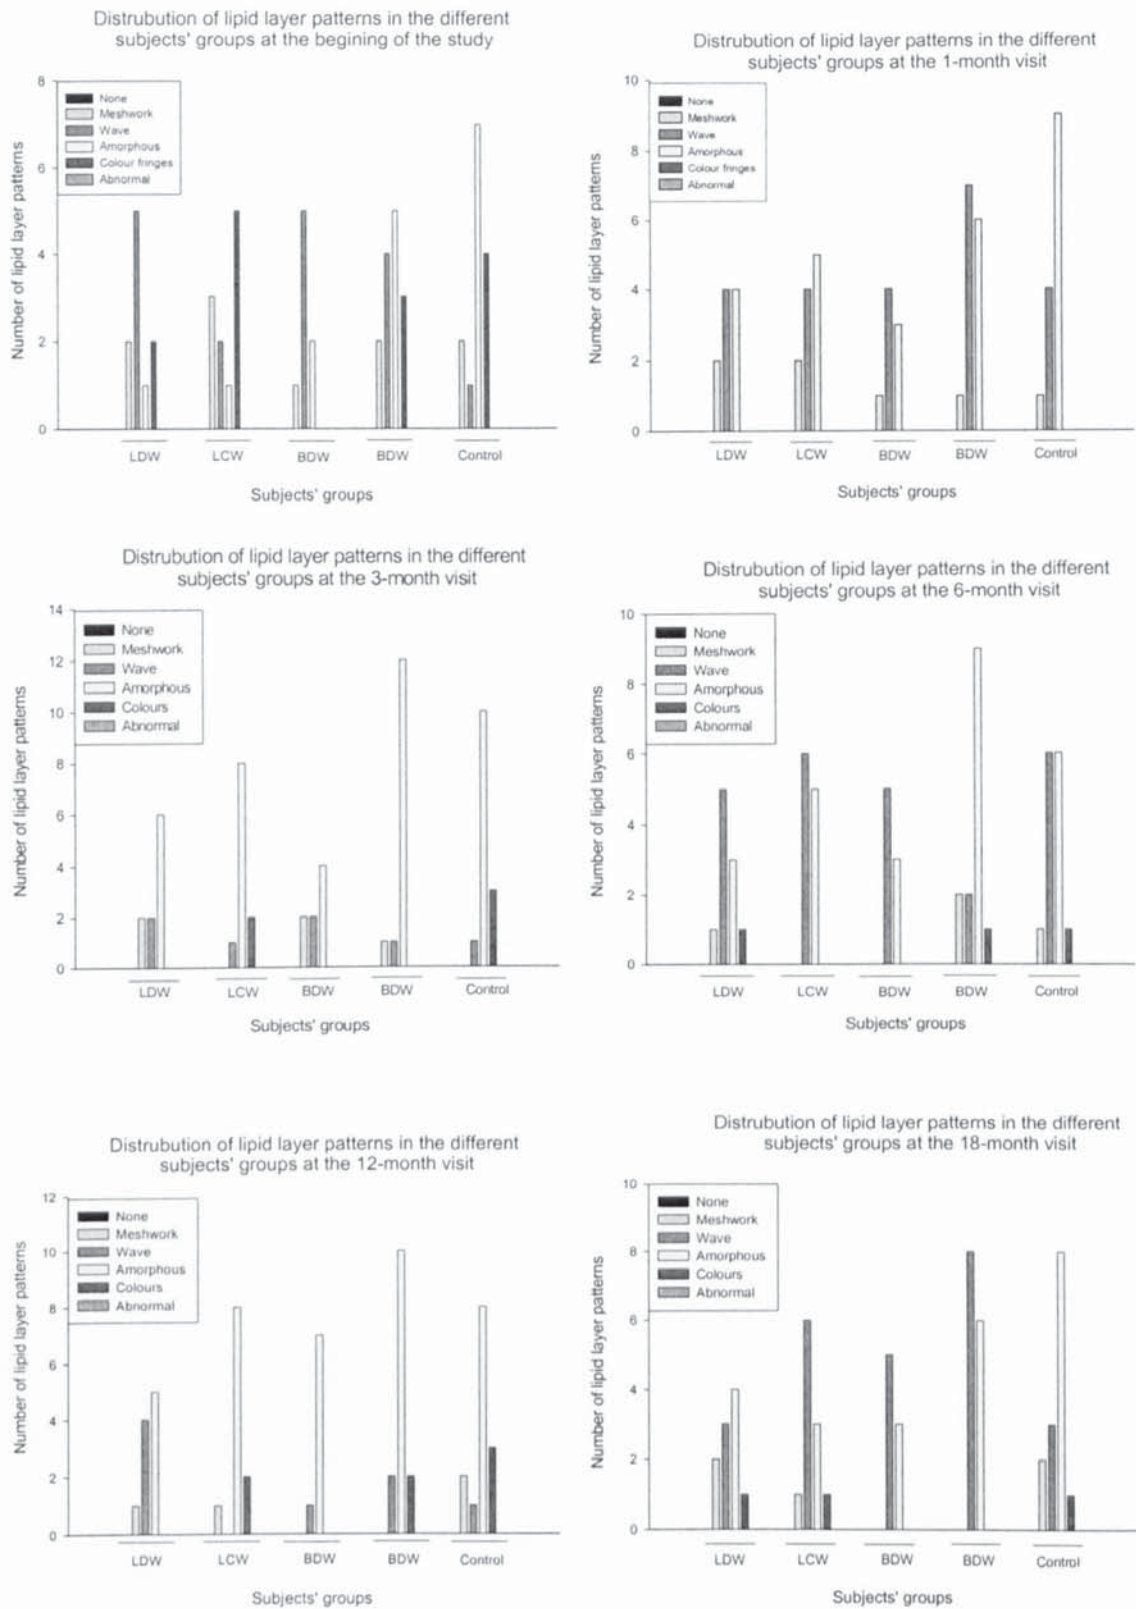 Distrubution of lipid layer patterns in the different
subjects' groups at the begining of the study
Number of lipid layer patterns
8
6
4
2
0
None
Meshwork
Wave
Amorphous
Colour fringes
Abnormal
LDW
LCW
BDW
BDW
Control
Subjects' groups
Distrubution of lipid layer patterns in the different
subjects' groups at the 1-month visit
Number of lipid layer patterns
10
8
6
4
2
0
None
Meshwork
Wave
Amorphous
Colour fringes
Abnormal
LDW
LCW
BDW
BDW
Control
Subjects' groups
Distrubution of lipid layer patterns in the different
subjects' groups at the 3-month visit
Number of lipid layer patterns
14
12
10
8
6
4
2
0
None
Meshwork
Wave
Amorphous
Colours
Abnormal
LDW
LCW
BDW
BDW
Control
Subjects' groups
Distrubution of lipid layer patterns in the different
subjects' groups at the 6-month visit
Number of lipid layer patterns
10
8
6
4
2
0
None
Meshwork
Wave
Amorphous
Colours
Abnormal
LDW
LCW
BDW
BDW
Control
Subjects' groups
Distrubution of lipid layer patterns in the different
subjects' groups at the 12-month visit
Number of lipid layer patterns
12
10
8
6
4
2
0
None
Meshwork
Wave
Amorphous
Colours
Abnormal
LDW
LCW
BDW
BDW
Control
Subjects' groups
Distrubution of lipid layer patterns in the different
subjects' groups at the 18-month visit
Number of lipid layer patterns
10
8
6
4
2
0
None
Meshwork
Wave
Amorphous
Colours
Abnormal
LDW
LCW
BDW
BDW
Control
Subjects' groups